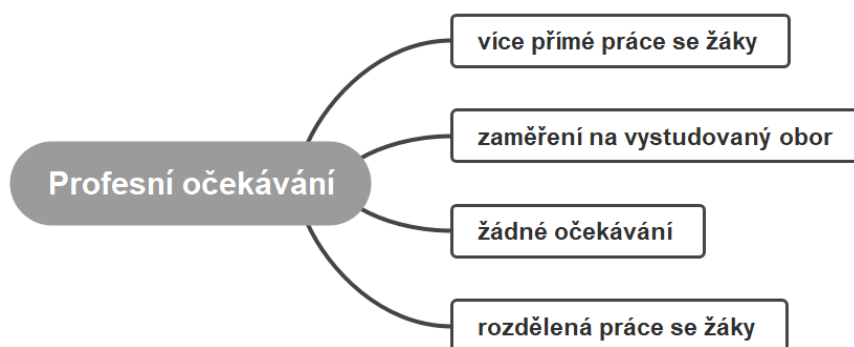 Profesní očekávání
více přímé práce se žáky
zaměření na vystudovaný obor
žádné očekávání
rozdělená práce se žáky